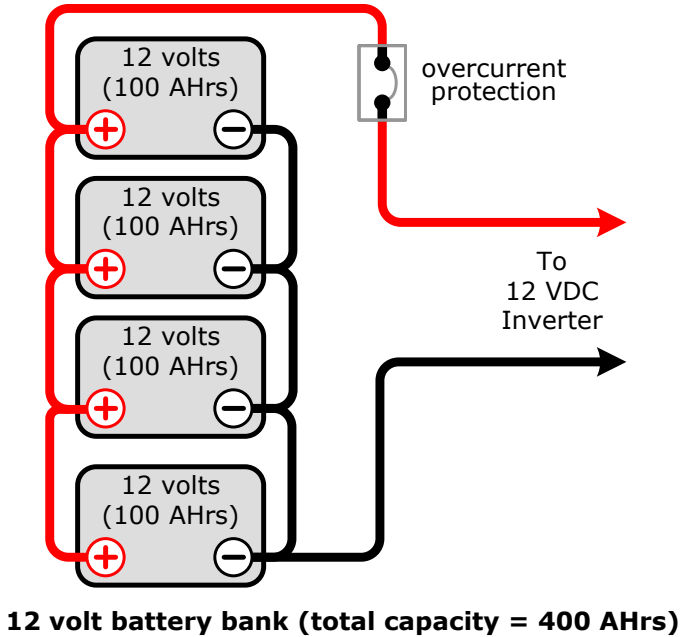 12 volts
(100 AHrs)
overcurrent
protection
+
−
12 volts
(100 AHrs)
+
−
To
12 VDC
Inverter
12 volts
(100 AHrs)
+
−
12 volts
(100 AHrs)
+
−
12 volt battery bank (total capacity = 400 AHrs)